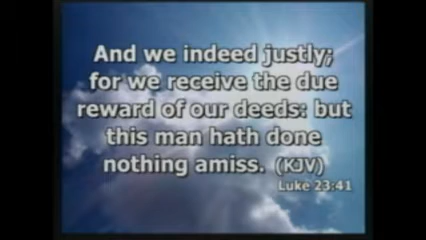 And we indeed justly;
for we receive the due
reward of our deeds: but
this man hath done
nothing amiss. (KJV)
Luke 23:41